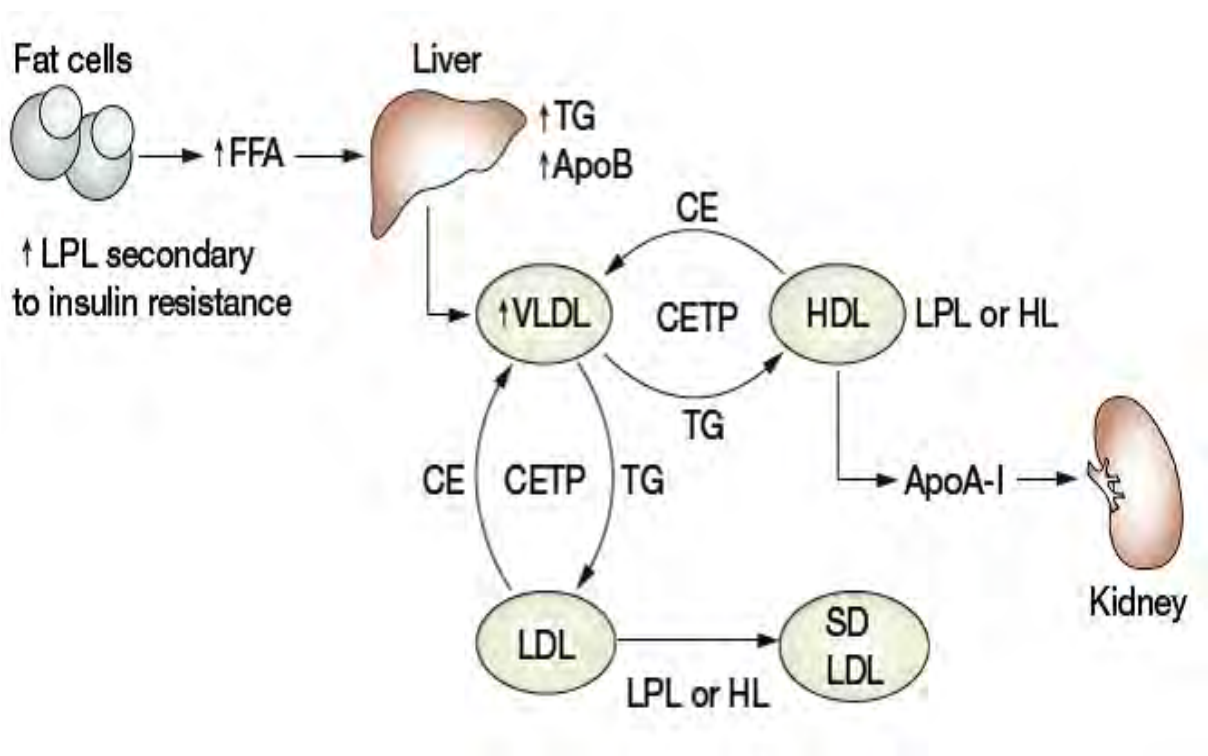 Fat cells
Liver
↑TG
↑ApoB
↑FFA
↑ LPL secondary
to insulin resistance
CE
↑VLDL
CETP
HDL
LPL or HL
TG
CE
CETP
TG
ApoA-I
Kidney
LDL
LPL or HL
SD
LDL